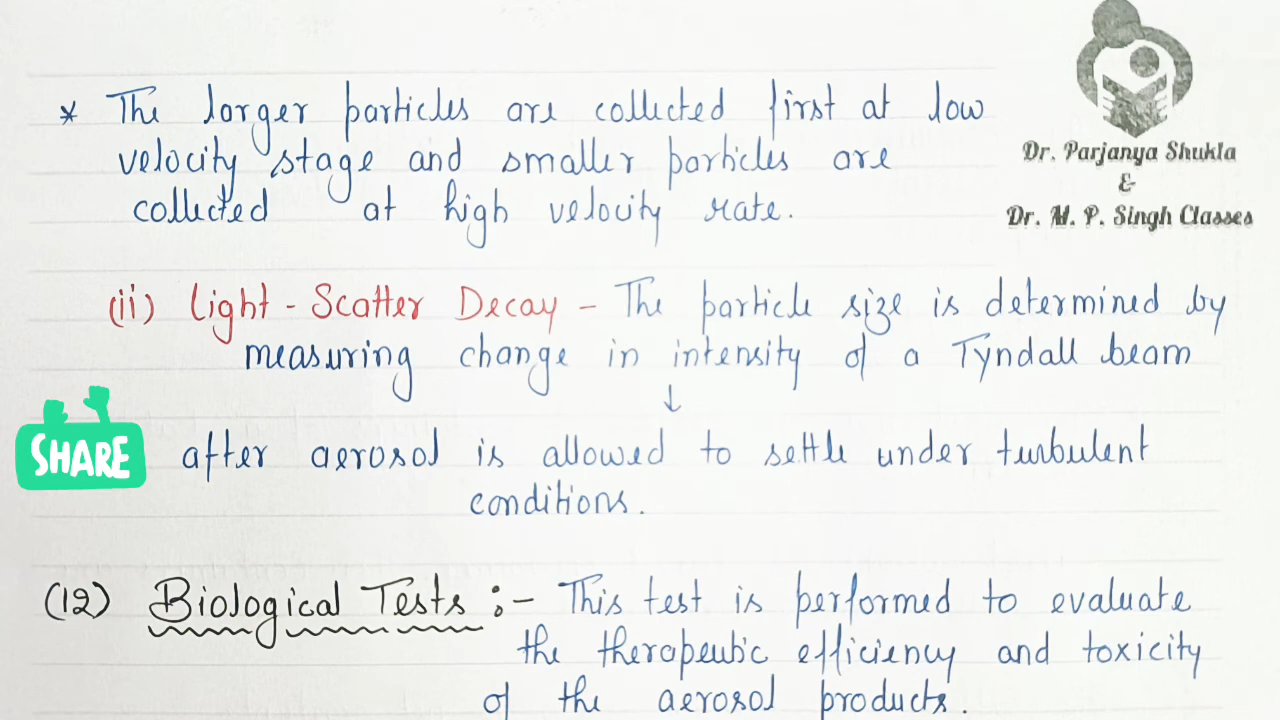 * The larger particles are collected first at low
velocity stage and smaller particles are
collected at high velocity rate.
Dr. Parjanya Shukla
&
Dr. M. P. Singh Classes
(ii) Light - Scatter Decay - The particle size is determined by
measuring change in intensity of a Tyndall beam
↓
SHARE
after aerosol is allowed to settle under turbulent
conditions.
(12) Biological Tests :- This test is performed to evaluate
the therapeutic efficiency and toxicity
of the aerosol products.